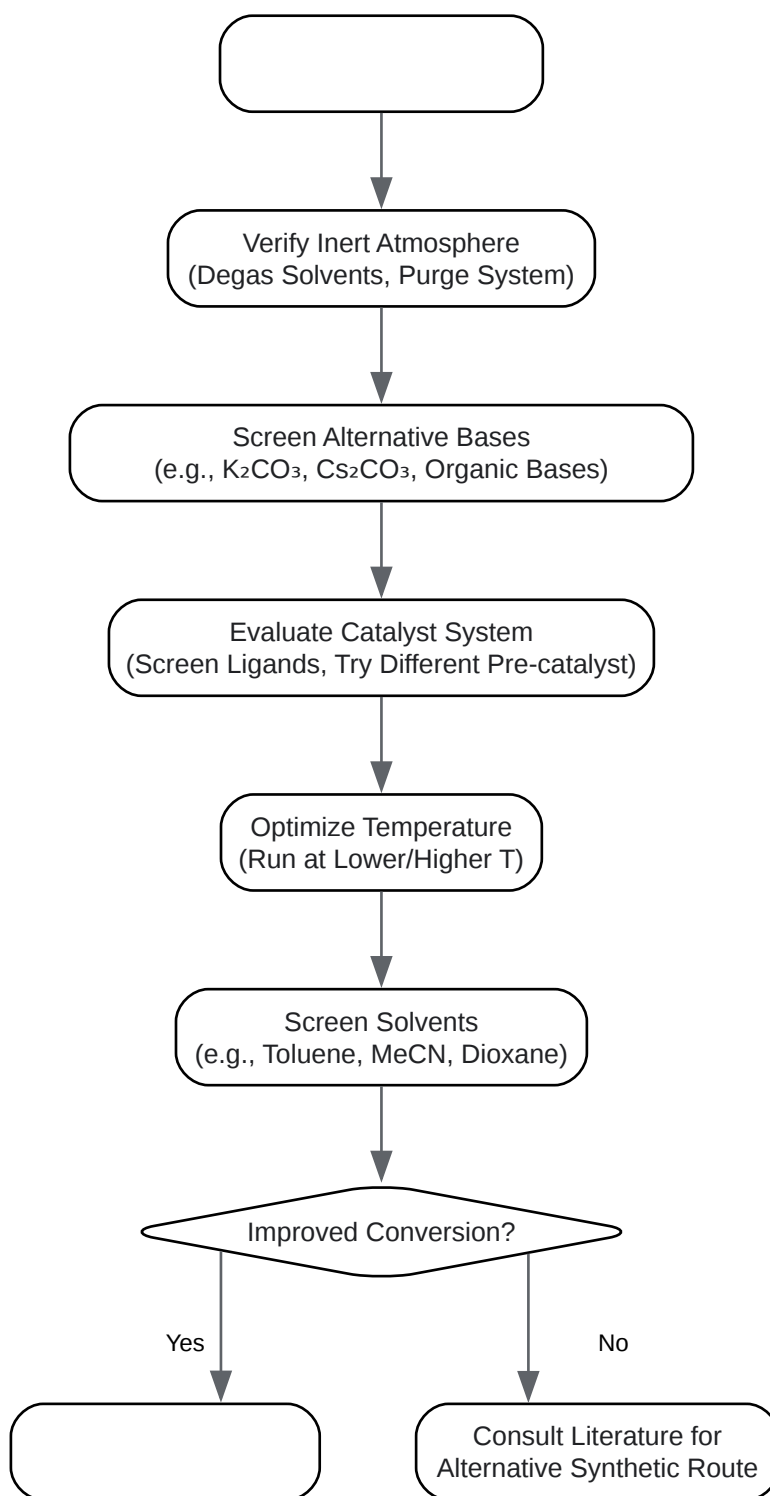 Verify Inert Atmosphere
(Degas Solvents, Purge System)
Screen Alternative Bases
(e.g., K₂CO₃, Cs₂CO₃, Organic Bases)
Evaluate Catalyst System
(Screen Ligands, Try Different Pre-catalyst)
Optimize Temperature
(Run at Lower/Higher T)
Screen Solvents
(e.g., Toluene, MeCN, Dioxane)
Improved Conversion?
Yes
No
Consult Literature for
Alternative Synthetic Route